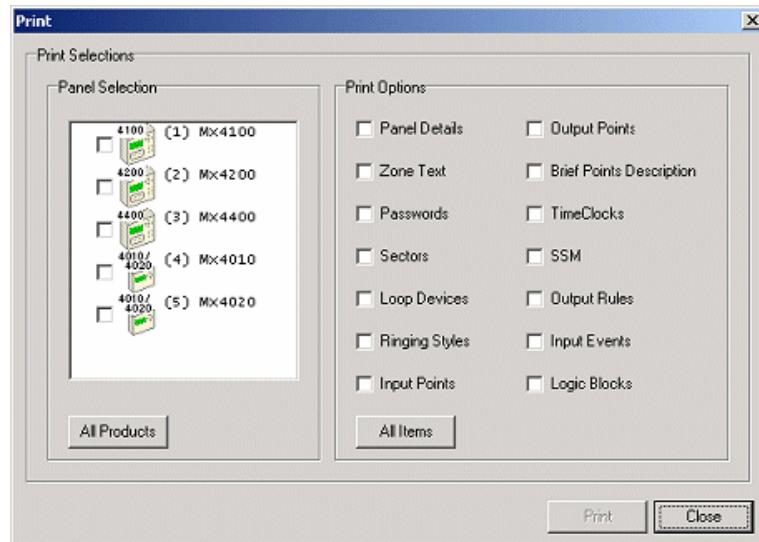 Print
Print Selections
Panel Selection
4100 (1) Mx4100
4200 (2) Mx4200
4400 (3) Mx4400
4010/4020 (4) Mx4010
4010/4020 (5) Mx4020
All Products
Print Options
Panel Details
Output Points
Zone Text
Brief Points Description
Passwords
TimeClocks
Sectors
SSM
Loop Devices
Output Rules
Ringing Styles
Input Events
Input Points
Logic Blocks
All Items
Print
Close